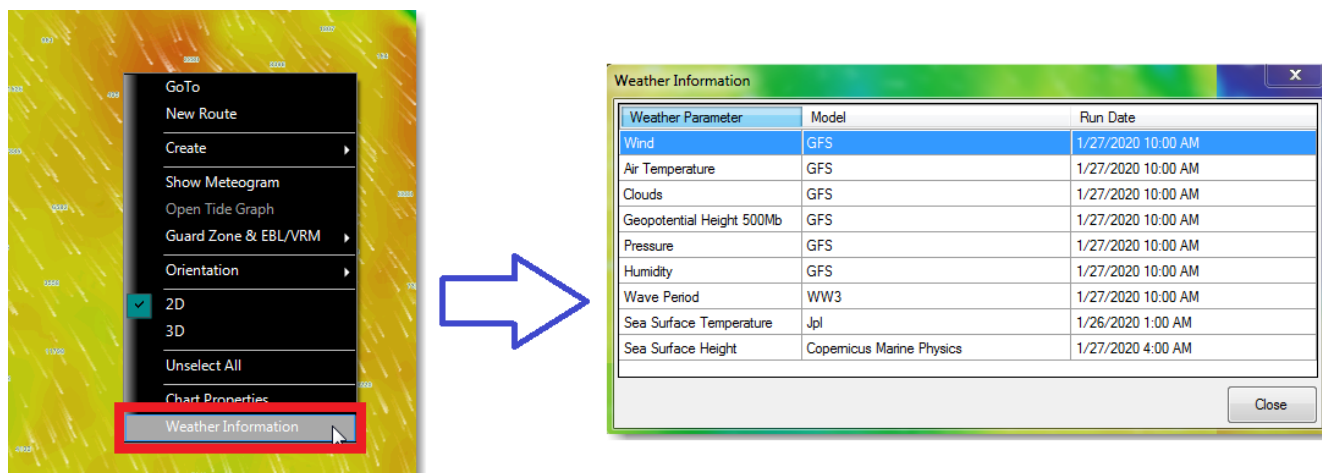 GoTo
New Route
Create
Show Meteogram
Open Tide Graph
Guard Zone & EBL/VRM
Orientation
2D
3D
Unselect All
Chart Properties
Weather Information
Weather Information
x
Weather Parameter Model Run Date
Wind GFS 1/27/2020 10:00 AM
Air Temperature GFS 1/27/2020 10:00 AM
Clouds GFS 1/27/2020 10:00 AM
Geopotential Height 500Mb GFS 1/27/2020 10:00 AM
Pressure GFS 1/27/2020 10:00 AM
Humidity GFS 1/27/2020 10:00 AM
Wave Period WW3 1/27/2020 10:00 AM
Sea Surface Temperature Jpl 1/26/2020 1:00 AM
Sea Surface Height Copernicus Marine Physics 1/27/2020 4:00 AM
Close